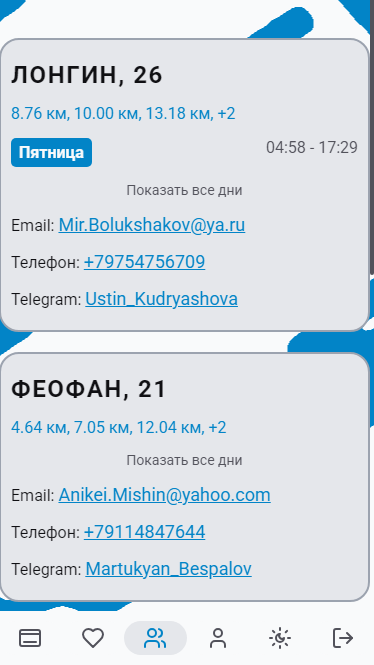 ЛОНГИН, 26
8.76 км, 10.00 км, 13.18 км, +2
Пятница 04:58 - 17:29
Показать все дни
Email: Mir.Bolukshakov@ya.ru
Телефон: +79754756709
Telegram: Ustin_Kudryashova
ФЕОФАН, 21
4.64 км, 7.05 км, 12.04 км, +2
Показать все дни
Email: Anikei.Mishin@yahoo.com
Телефон: +79114847644
Telegram: Martukyan_Bespalov